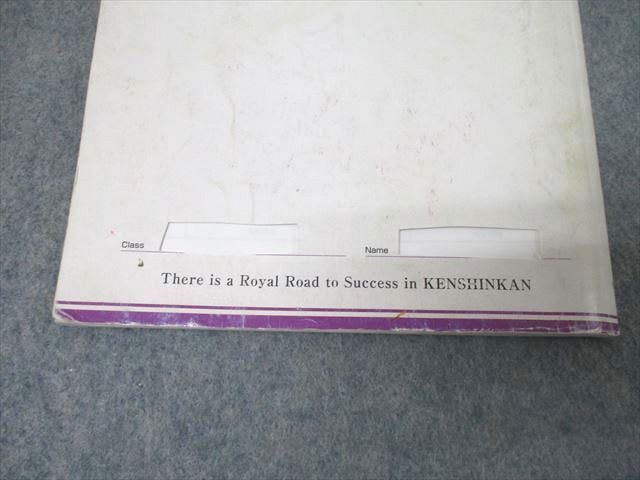 Class
Name
There is a Royal Road to Success in KENSHINKAN